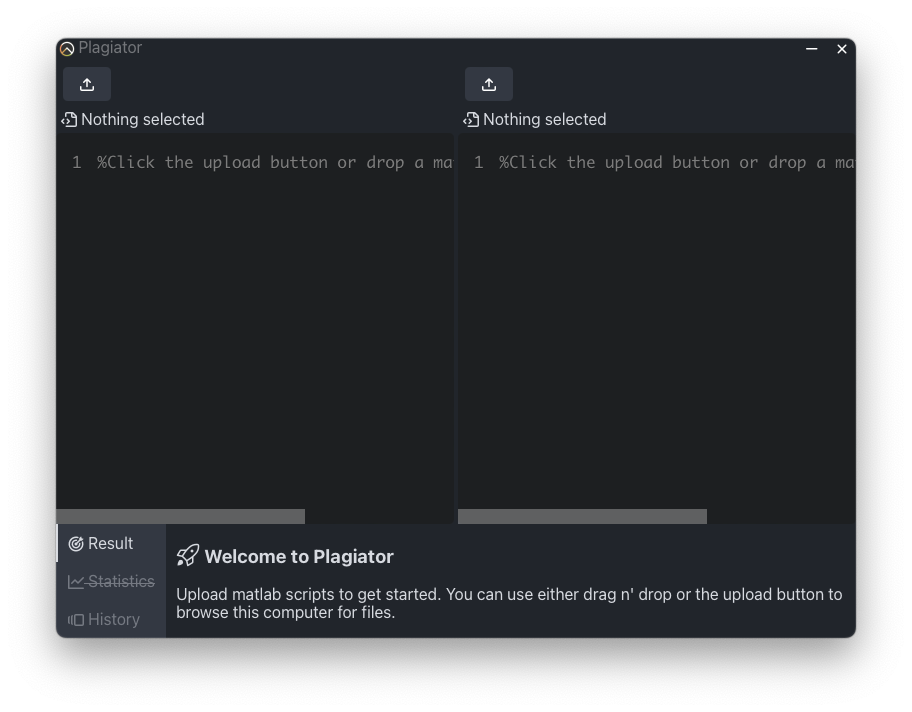 Plagiator
Nothing selected
Nothing selected
1 %Click the upload button or drop a ma
1 %Click the upload button or drop a ma
Result
Statistics
History
Welcome to Plagiator
Upload matlab scripts to get started. You can use either drag n' drop or the upload button to
browse this computer for files.